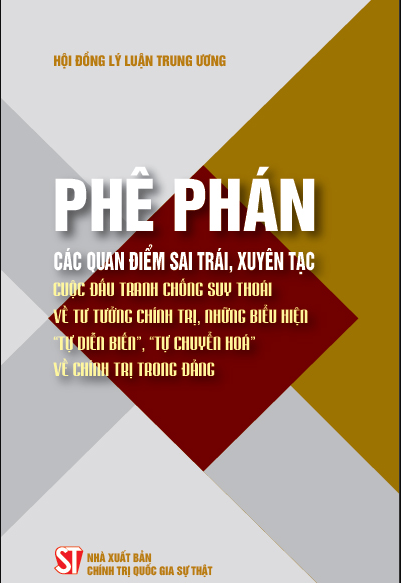 HỘI ĐỒNG LÝ LUẬN TRUNG ƯƠNG
PHÊ PHÁN
CÁC QUAN ĐIỂM SAI TRÁI, XUYÊN TẠC
CUỘC ĐẤU TRANH CHỐNG SUY THOÁI
VỀ TƯ TƯỞNG CHÍNH TRỊ, NHỮNG BIỂU HIỆN
"TỰ DIỄN BIẾN", "TỰ CHUYỂN HOÁ"
VỀ CHÍNH TRỊ TRONG ĐẢNG
ST
NHÀ XUẤT BẢN
CHÍNH TRỊ QUỐC GIA SỰ THẬT